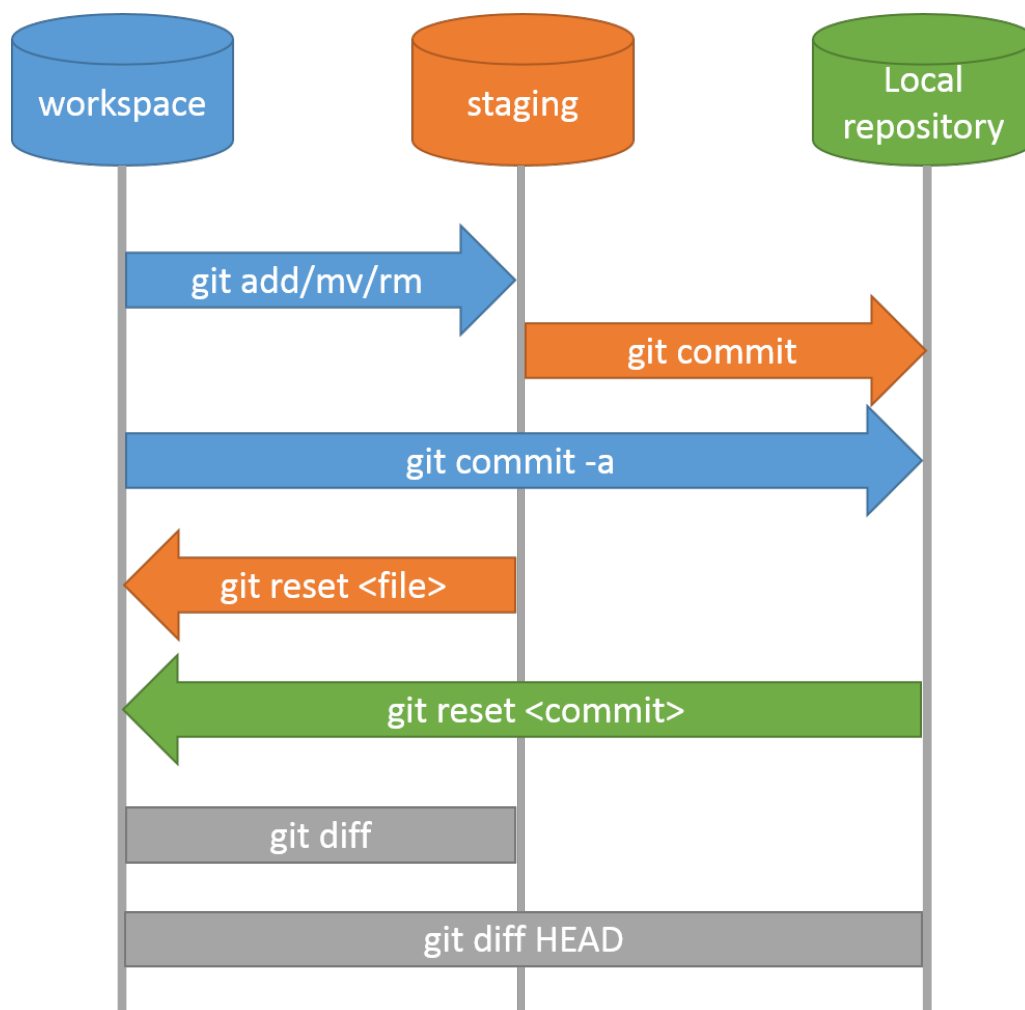 workspace
staging
Local
repository
git add/mv/rm
git commit
git commit -a
git reset <file>
git reset <commit>
git diff
git diff HEAD